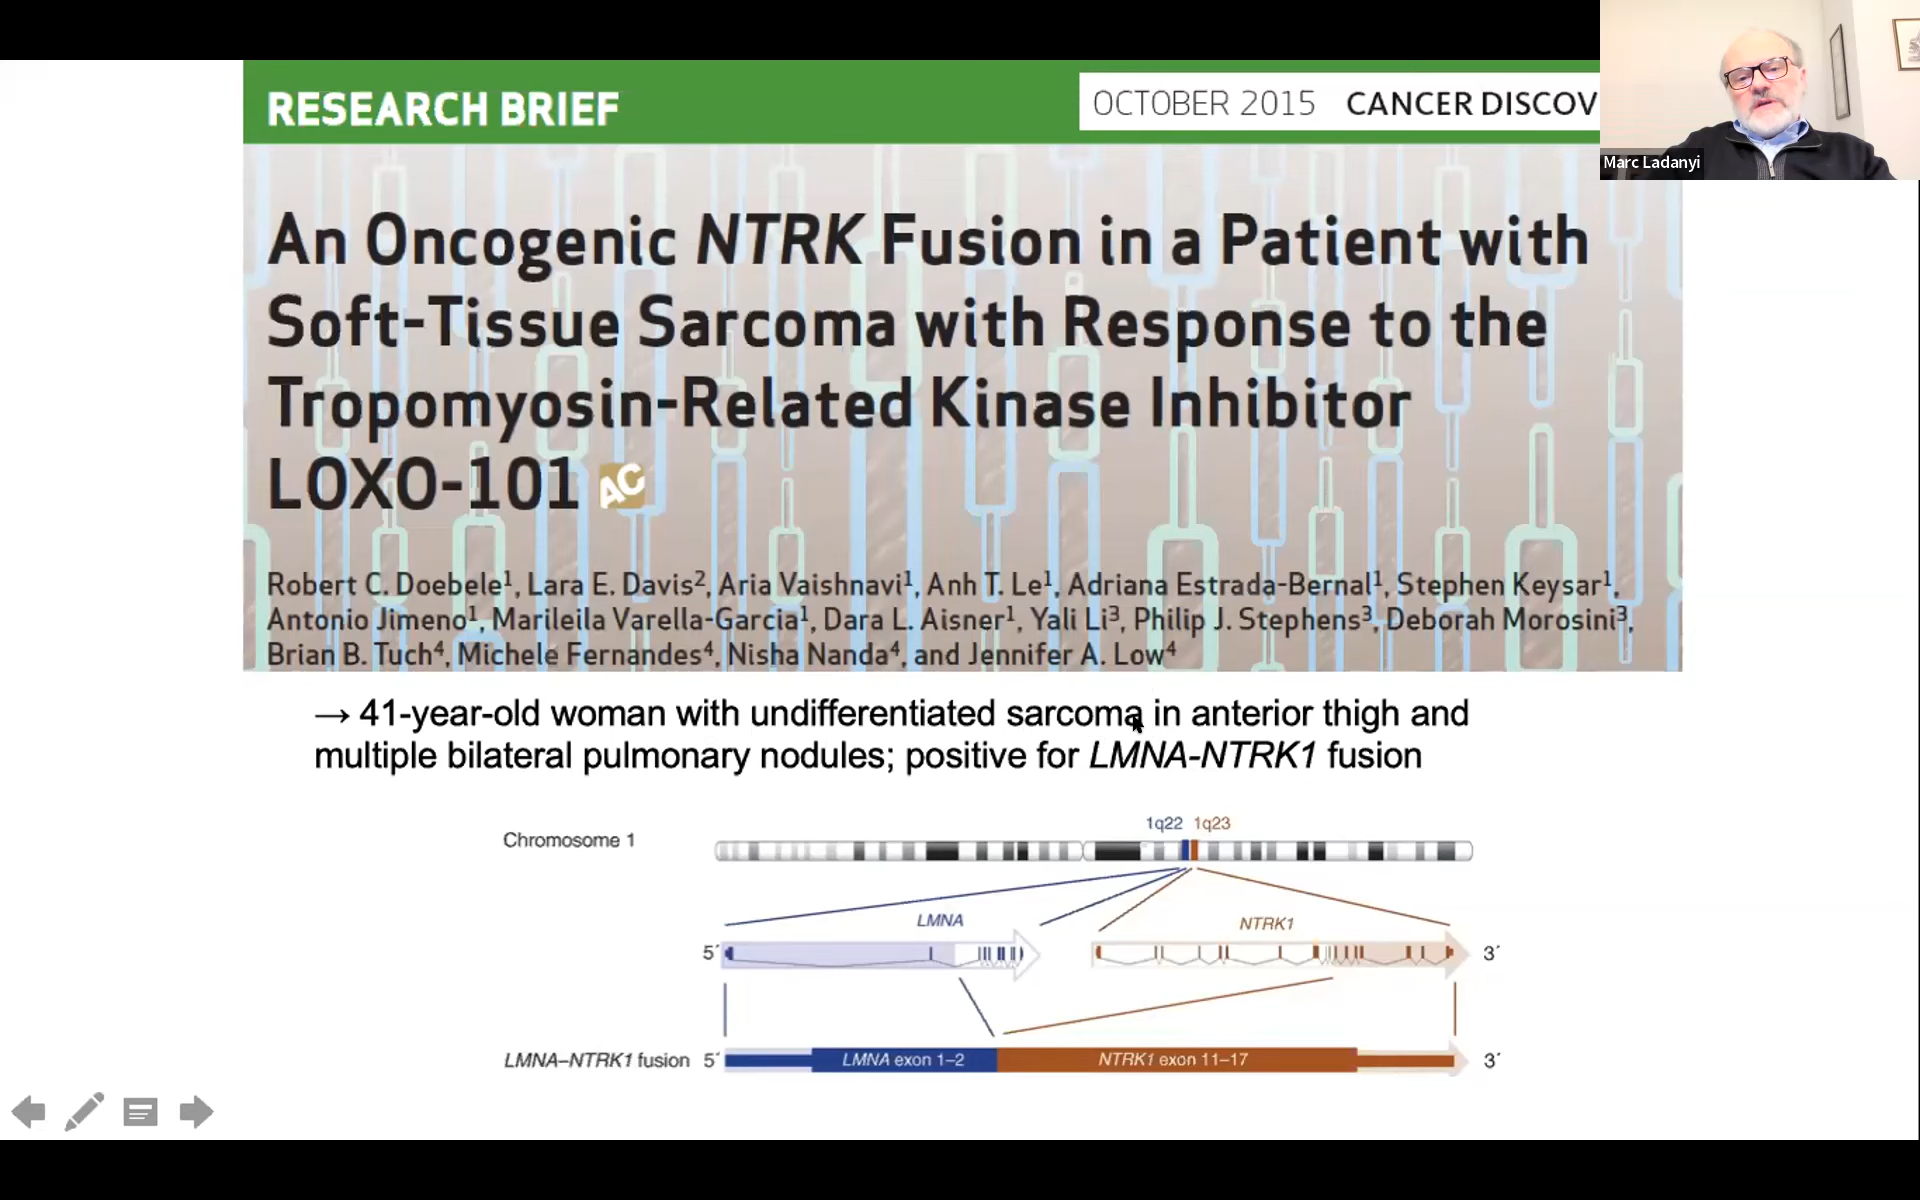 RESEARCH BRIEF
OCTOBER 2015 CANCER DISCOV
Marc Ladanyi
An Oncogenic NTRK Fusion in a Patient with
Soft-Tissue Sarcoma with Response to the
Tropomyosin-Related Kinase Inhibitor
LOXO-101 AC
Robert C. Doebele¹, Lara E. Davis², Aria Vaishnavi¹, Anh T. Le¹, Adriana Estrada-Bernal¹, Stephen Keysar¹,
Antonio Jimeno¹, Marileila Varella-Garcia¹, Dara L. Aisner¹, Yali Li³, Philip J. Stephens³, Deborah Morosini³,
Brian B. Tuch⁴, Michele Fernandes⁴, Nisha Nanda⁴, and Jennifer A. Low⁴
→ 41-year-old woman with undifferentiated sarcoma in anterior thigh and
multiple bilateral pulmonary nodules; positive for LMNA-NTRK1 fusion
1q22 1q23
Chromosome 1
LMNA NTRK1
5´ 3´
LMNA–NTRK1 fusion 5´ LMNA exon 1–2 NTRK1 exon 11–17 3´